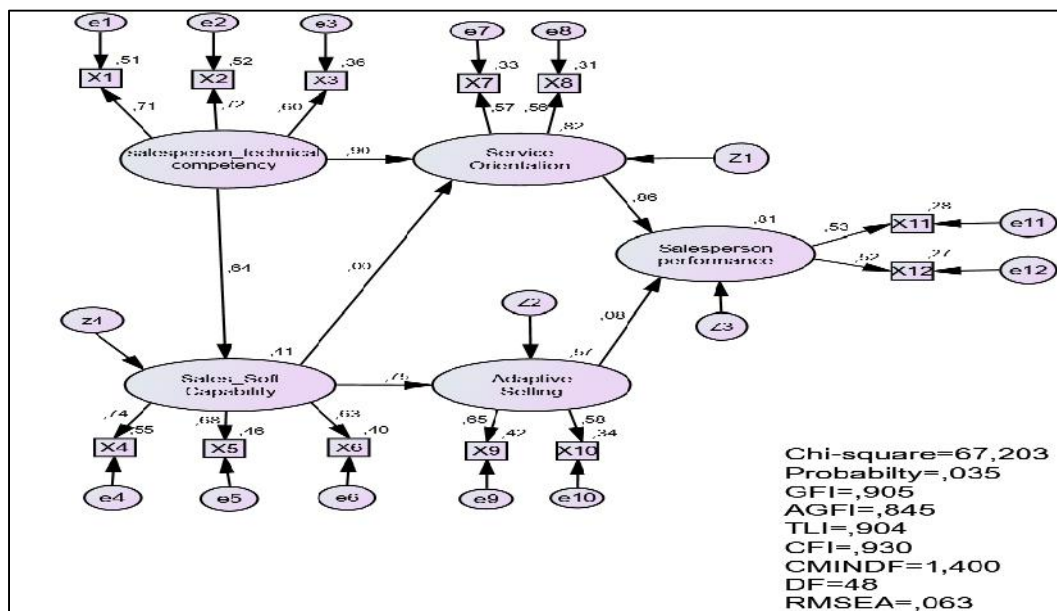 e1
e2
e3
e7
e8
,51
,52
,36
,33
,31
X1
X2
X3
X7
X8
,71
,72
,60
,57
,56
,82
salesperson_technical
competency
,90
Service
Orientation
Z1
,86
,81
,28
,53
X11
e11
Salesperson
performance
,52
,27
X12
e12
,64
,00
,08
z4
Z2
Z3
,41
,57
Sales_Soft
Capability
,75
Adaptive
Selling
,74
,55
,68
,46
,63
,40
,65
,42
,58
,34
X4
X5
X6
X9
X10
e4
e5
e6
e9
e10
Chi-square=67,203
Probabilty=,035
GFI=,905
AGFI=,845
TLI=,904
CFI=,930
CMINDF=1,400
DF=48
RMSEA=,063